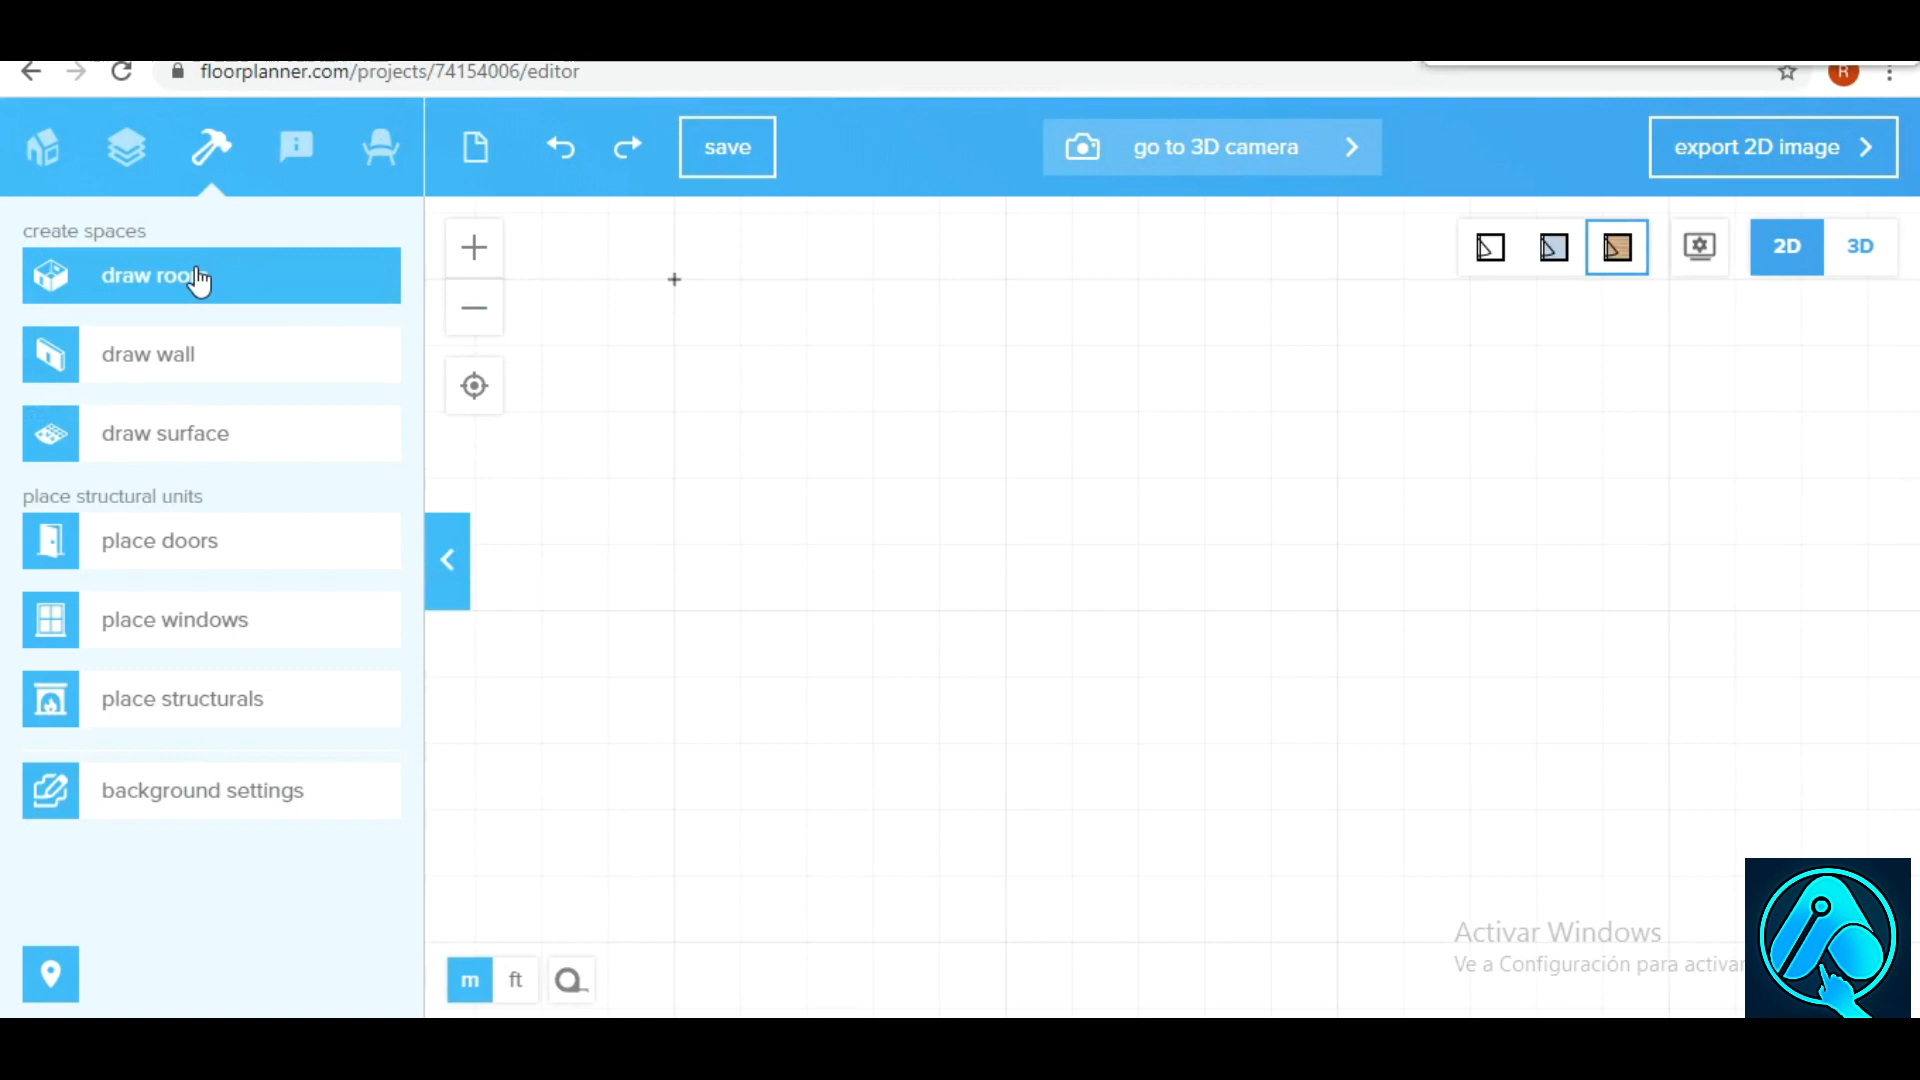 floorplanner.com/projects/74154006/editor
R
save
go to 3D camera
export 2D image
create spaces
draw room
2D
3D
draw wall
draw surface
place structural units
place doors
place windows
place structurals
background settings
Activar Windows
Ve a Configuración para activar
m
ft